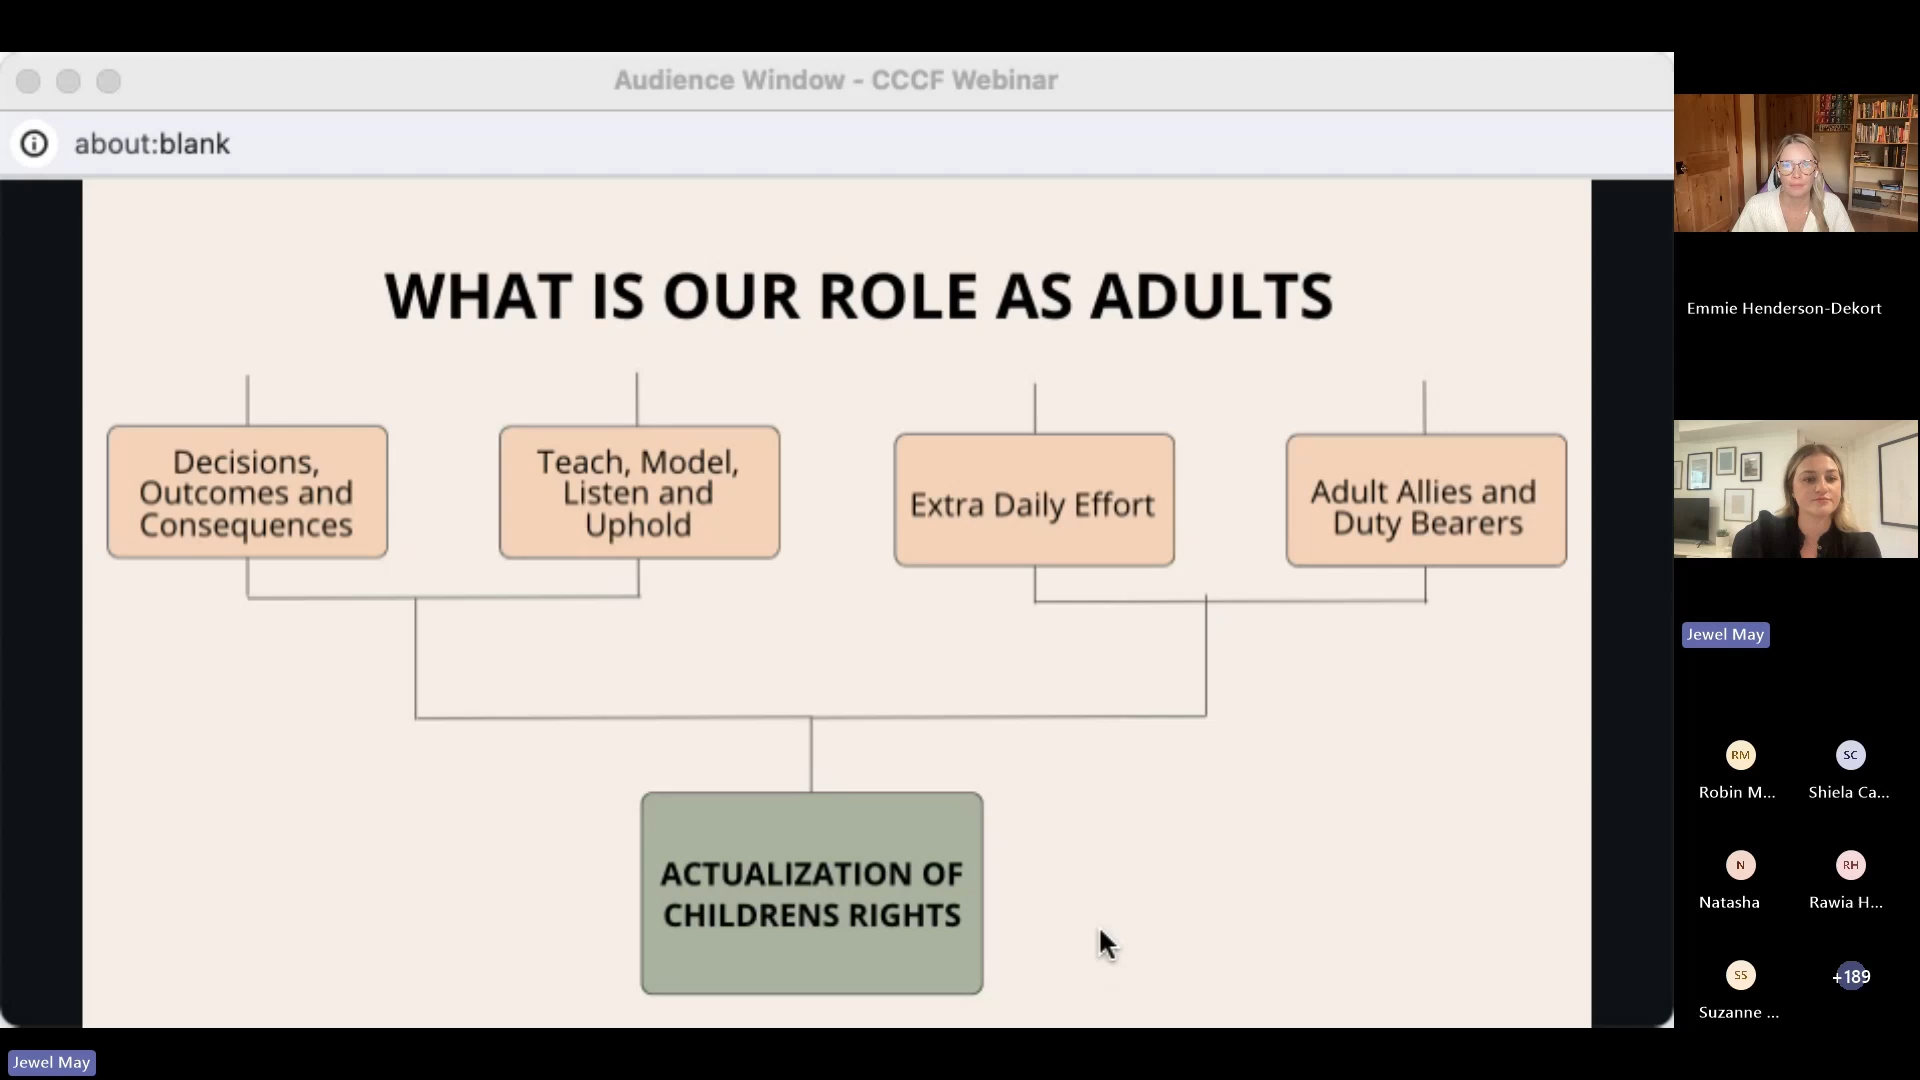 Audience Window - CCCF Webinar
about:blank
WHAT IS OUR ROLE AS ADULTS
Decisions,
Outcomes and
Consequences
Teach, Model,
Listen and
Uphold
Extra Daily Effort
Adult Allies and
Duty Bearers
ACTUALIZATION OF
CHILDRENS RIGHTS
Emmie Henderson-Dekort
Jewel May
RM
SC
Robin M...
Shiela Ca...
N
RH
Natasha
Rawia H...
SS
+189
Suzanne ...
Jewel May